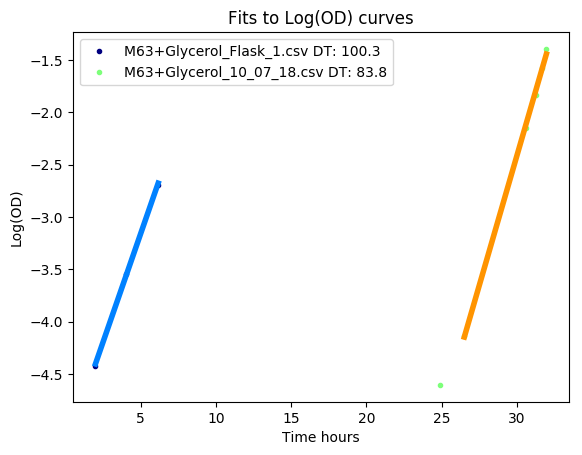 Fits to Log(OD) curves
M63+Glycerol_Flask_1.csv DT: 100.3
M63+Glycerol_10_07_18.csv DT: 83.8
−1.5
−2.0
−2.5
−3.0
−3.5
−4.0
−4.5
Log(OD)
5 10 15 20 25 30
Time hours